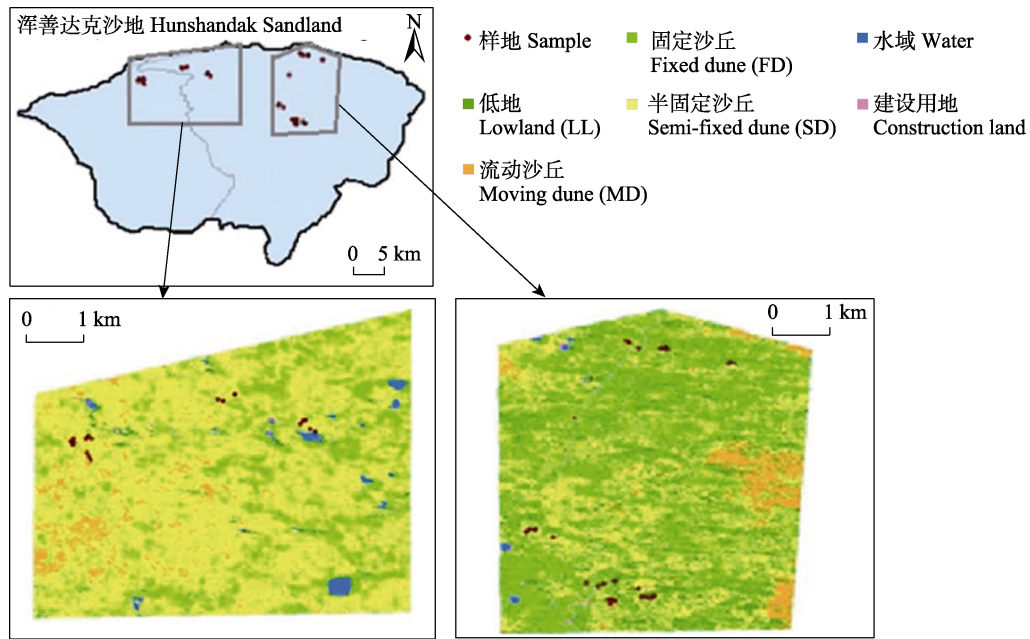 浑善达克沙地 Hunshandak Sandland
N
0 5 km
样地 Sample
固定沙丘
Fixed dune (FD)
水域 Water
低地
Lowland (LL)
半固定沙丘
Semi-fixed dune (SD)
建设用地
Construction land
流动沙丘
Moving dune (MD)
0 1 km
0 1 km